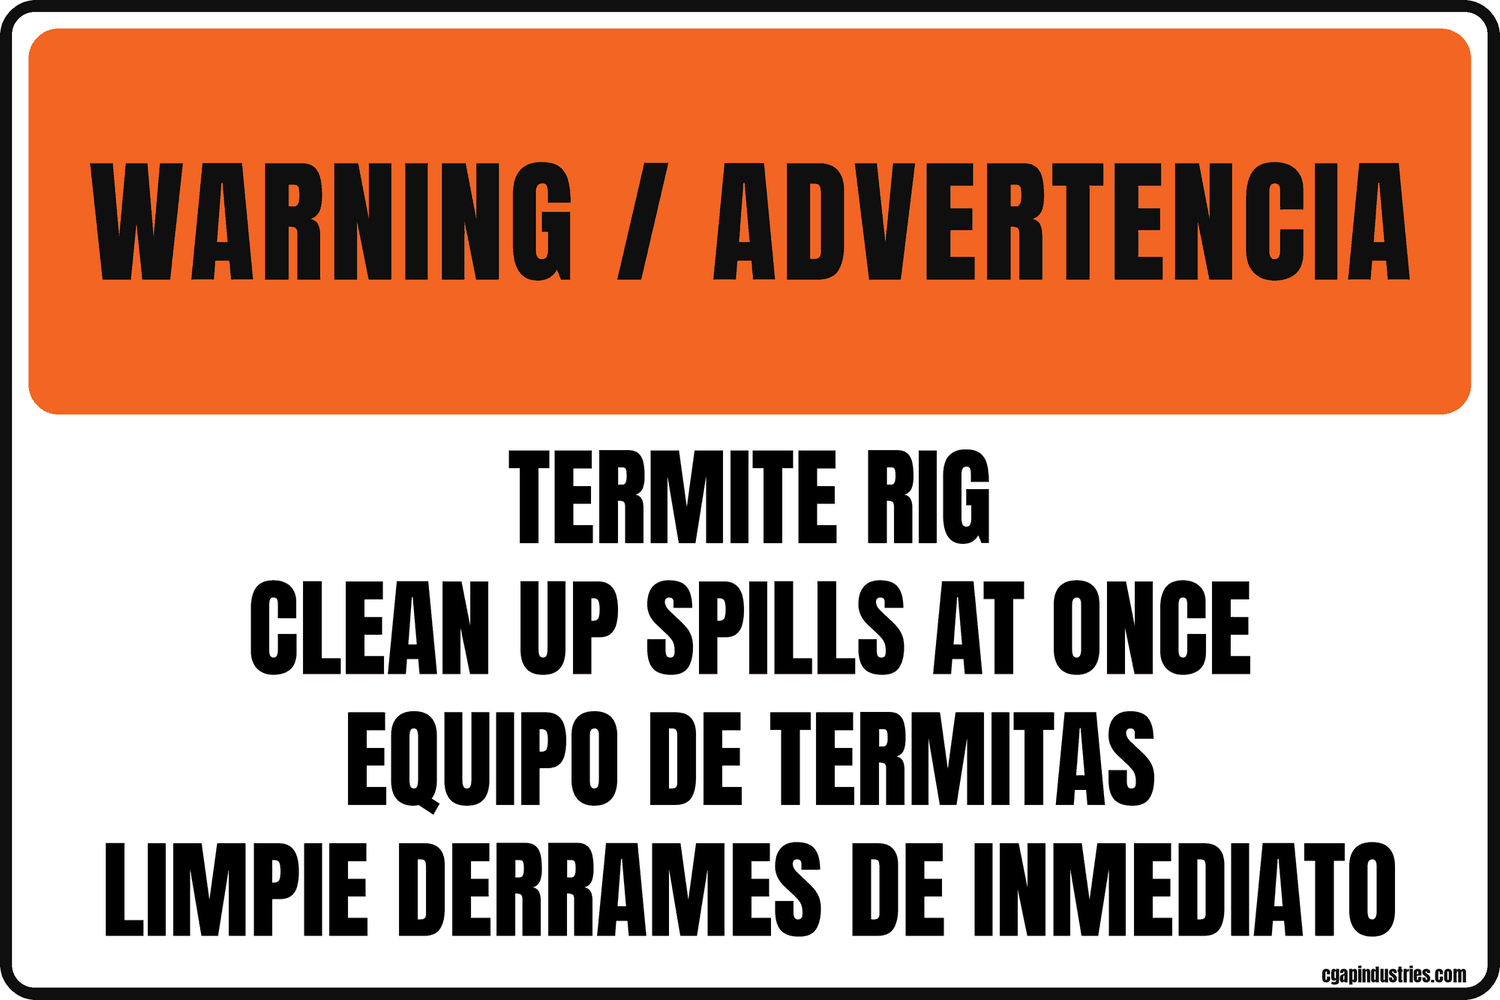 WARNING / ADVERTENCIA
TERMITE RIG
CLEAN UP SPILLS AT ONCE
EQUIPO DE TERMITAS
LIMPIE DERRAMES DE INMEDIATO
cgapindustries.com